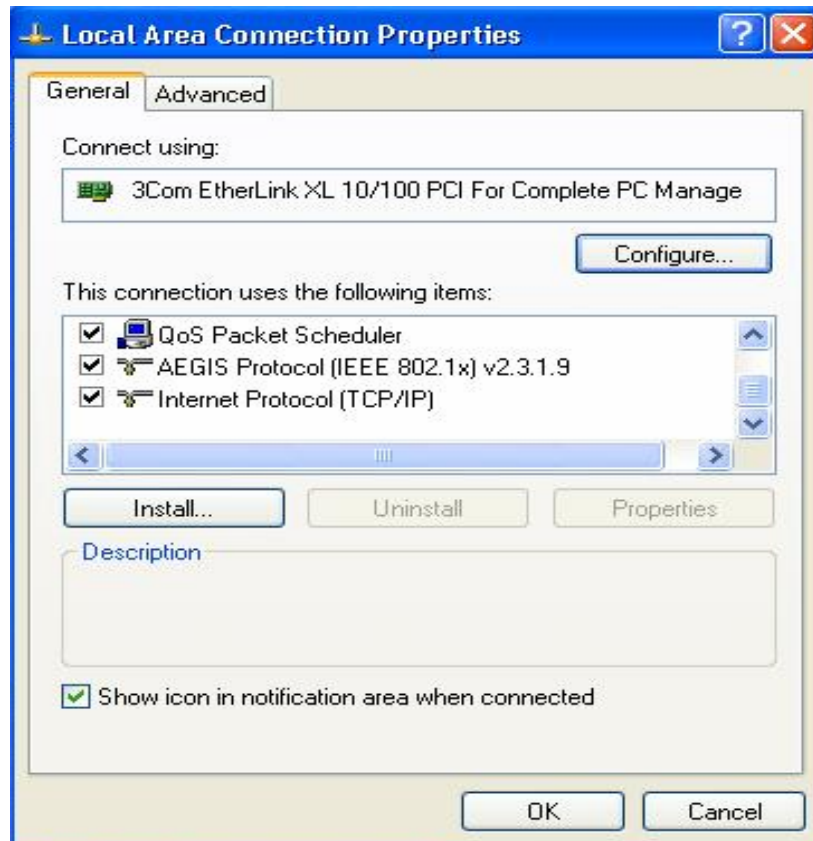 Local Area Connection Properties
General Advanced
Connect using:
3Com EtherLink XL 10/100 PCI For Complete PC Manage
Configure...
This connection uses the following items:
QoS Packet Scheduler
AEGIS Protocol (IEEE 802.1x) v2.3.1.9
Internet Protocol (TCP/IP)
Install... Uninstall Properties
Description
Show icon in notification area when connected
OK Cancel